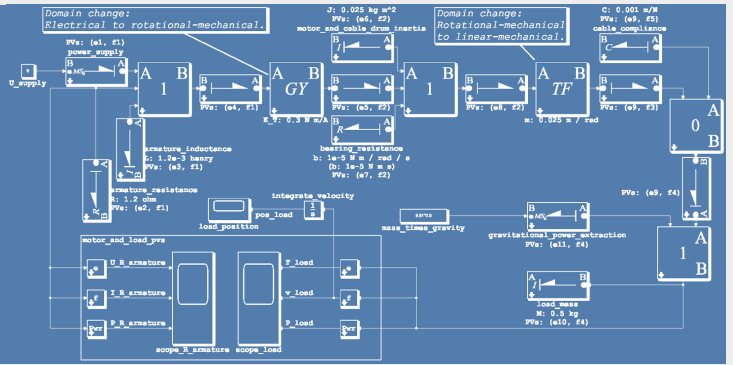 Domain change:
Electrical to rotational-mechanical.
J: 0.025 kg m^2
PVs: (e6, f2)
motor_and_cable_drum_inertia
Domain change:
Rotational-mechanical
to linear-mechanical.
C: 0.001 m/N
PVs: (e9, f5)
cable_compliance
PVs: (e1, f1)
power_supply
B MSe A
U_supply
A B
1
B A
PVs: (e4, f1)
A B
GY
K_T: 0.3 N m/A
B I A
B A
PVs: (e5, f2)
B R A
bearing_resistance
b: 1e-5 N m / rad / s
(b: 1e-5 N m s)
PVs: (e7, f2)
A B
1
B A
PVs: (e8, f2)
A B
TF
m: 0.025 m / rad
B C A
B A
PVs: (e9, f3)
A
0
B
A
I
B
armature_inductance
L: 1.2e-3 henry
PVs: (e3, f1)
A
R
B
armature_resistance
R: 1.2 ohm
PVs: (e2, f1)
B
A
PVs: (e9, f4)
load_position
pos_load
integrate_velocity
1
s
mass_times_gravity
B MSe A
gravitational_power_extraction
PVs: (e11, f4)
A
1
B
A I B
load_mass
M: 0.5 kg
PVs: (e10, f4)
motor_and_load_pvs
e U_R_armature
f I_R_armature
Pwr P_R_armature
scope_R_armature
scope_load
F_load e
v_load f
P_load Pwr